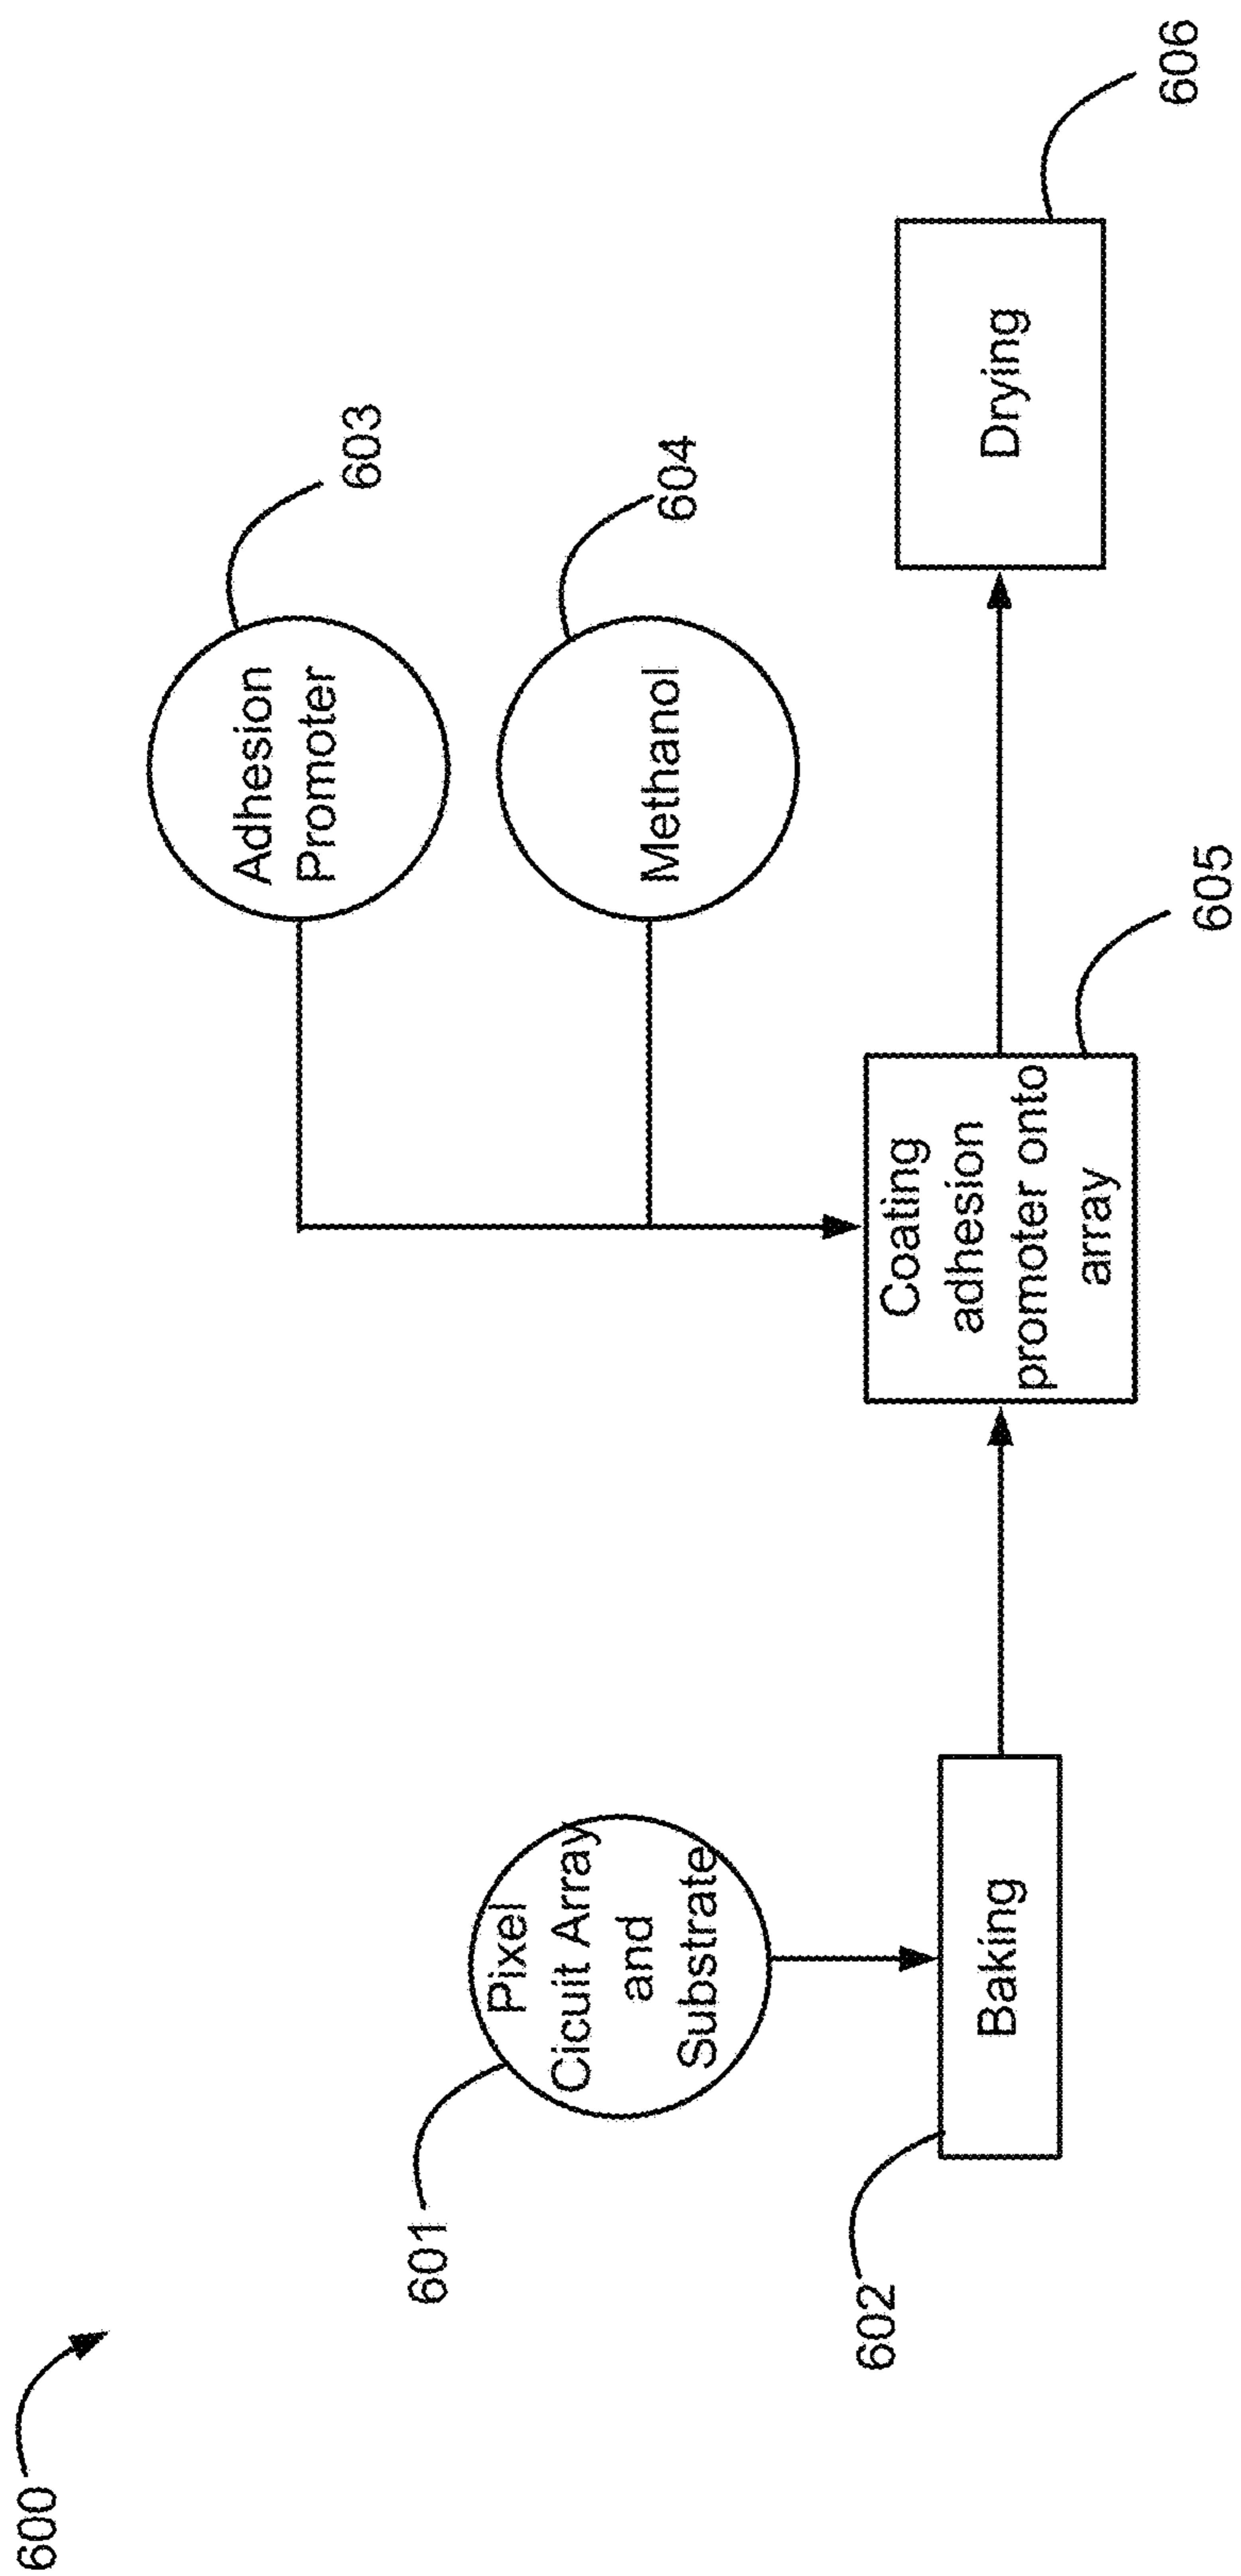 600
601
Pixel
Cicuit Array
and
Substrate
602
Baking
Adhesion
Promoter
603
Methanol
604
Coating
adhesion
promoter onto
array
605
Drying
606